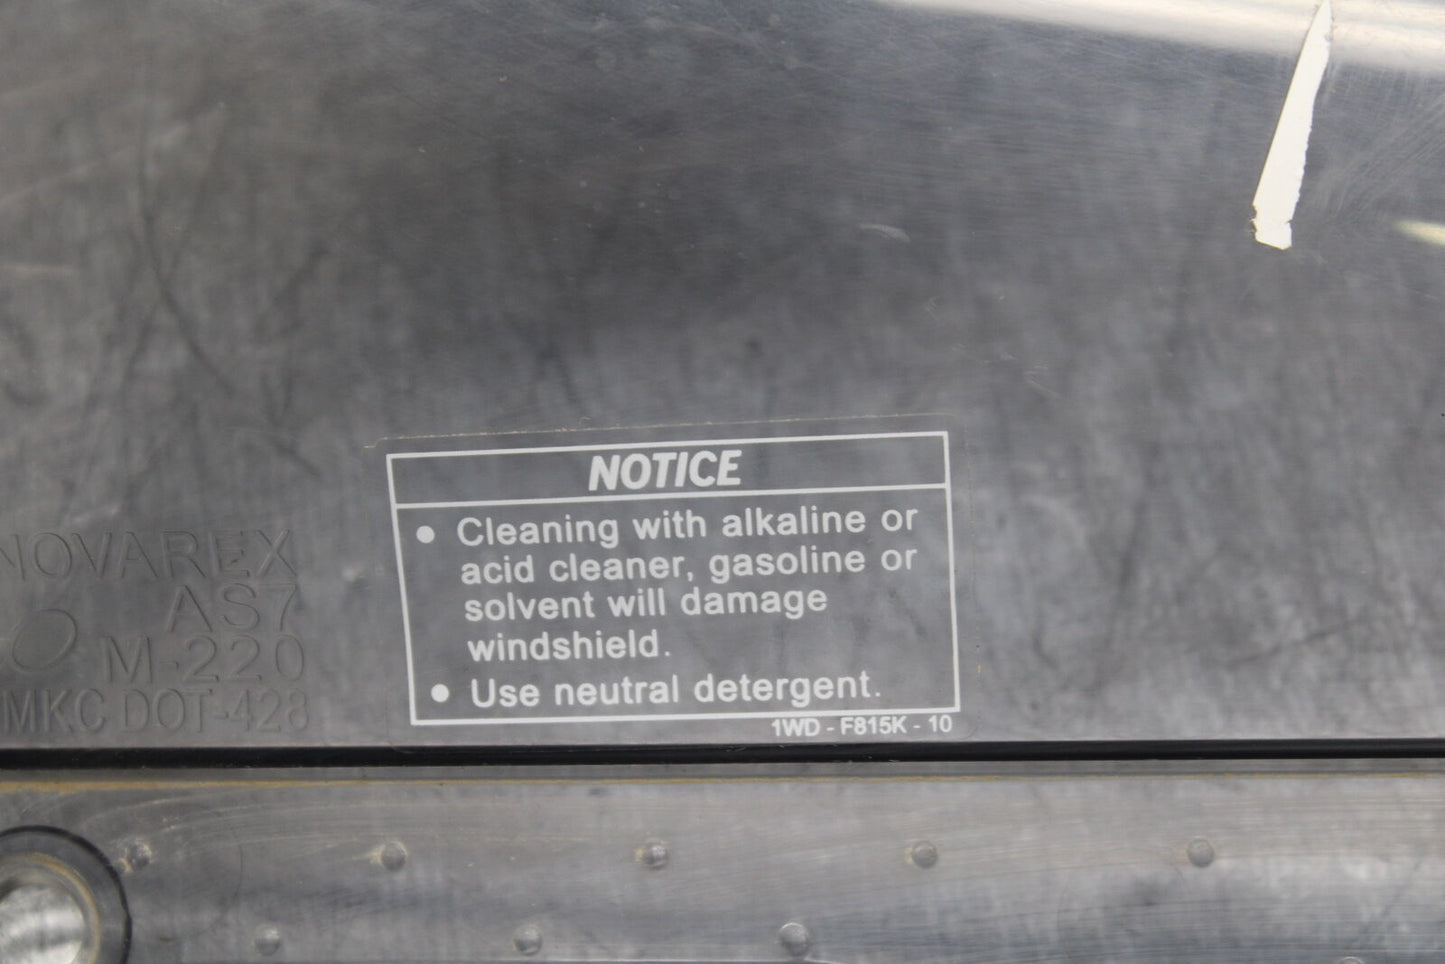 NOTICE
• Cleaning with alkaline or
acid cleaner, gasoline or
solvent will damage
windshield.
• Use neutral detergent.
1WD - F815K - 10
NOVAREX
AS7
M-220
MKC DOT-428